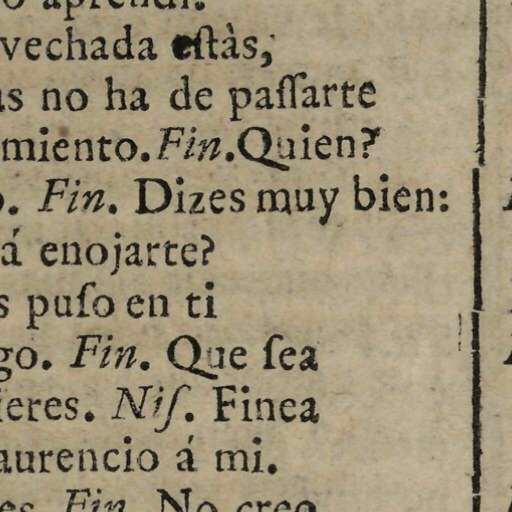 o aprendi.
vechada estàs,
as no ha de paſſarte
miento. Fin. Quien?
o. Fin. Dizes muy bien:
á enojarte?
s puſo en ti
go. Fin. Que ſea
ieres. Niſ. Finea
aurencio á mi.
es. Fin. No creo